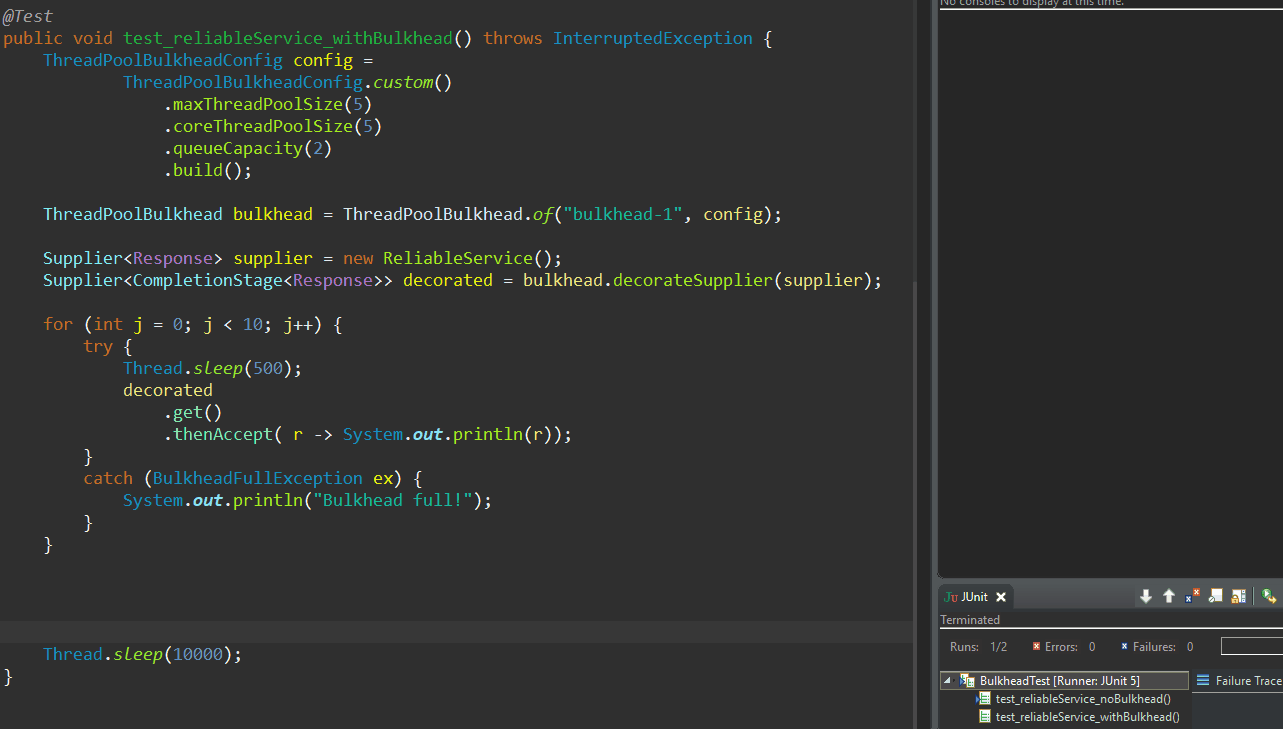 @Test
public void test_reliableService_withBulkhead() throws InterruptedException {
    ThreadPoolBulkheadConfig config =
            ThreadPoolBulkheadConfig.custom()
                .maxThreadPoolSize(5)
                .coreThreadPoolSize(5)
                .queueCapacity(2)
                .build();
    ThreadPoolBulkhead bulkhead = ThreadPoolBulkhead.of("bulkhead-1", config);
    Supplier<Response> supplier = new ReliableService();
    Supplier<CompletionStage<Response>> decorated = bulkhead.decorateSupplier(supplier);
    for (int j = 0; j < 10; j++) {
        try {
            Thread.sleep(500);
            decorated
                .get()
                .thenAccept( r -> System.out.println(r));
        }
        catch (BulkheadFullException ex) {
            System.out.println("Bulkhead full!");
        }
    }
    Thread.sleep(10000);
}
No consoles to display at this time.
JU JUnit
Terminated
Runs: 1/2 Errors: 0 Failures: 0
BulkheadTest [Runner: JUnit 5]
Failure Trace
test_reliableService_noBulkhead()
test_reliableService_withBulkhead()